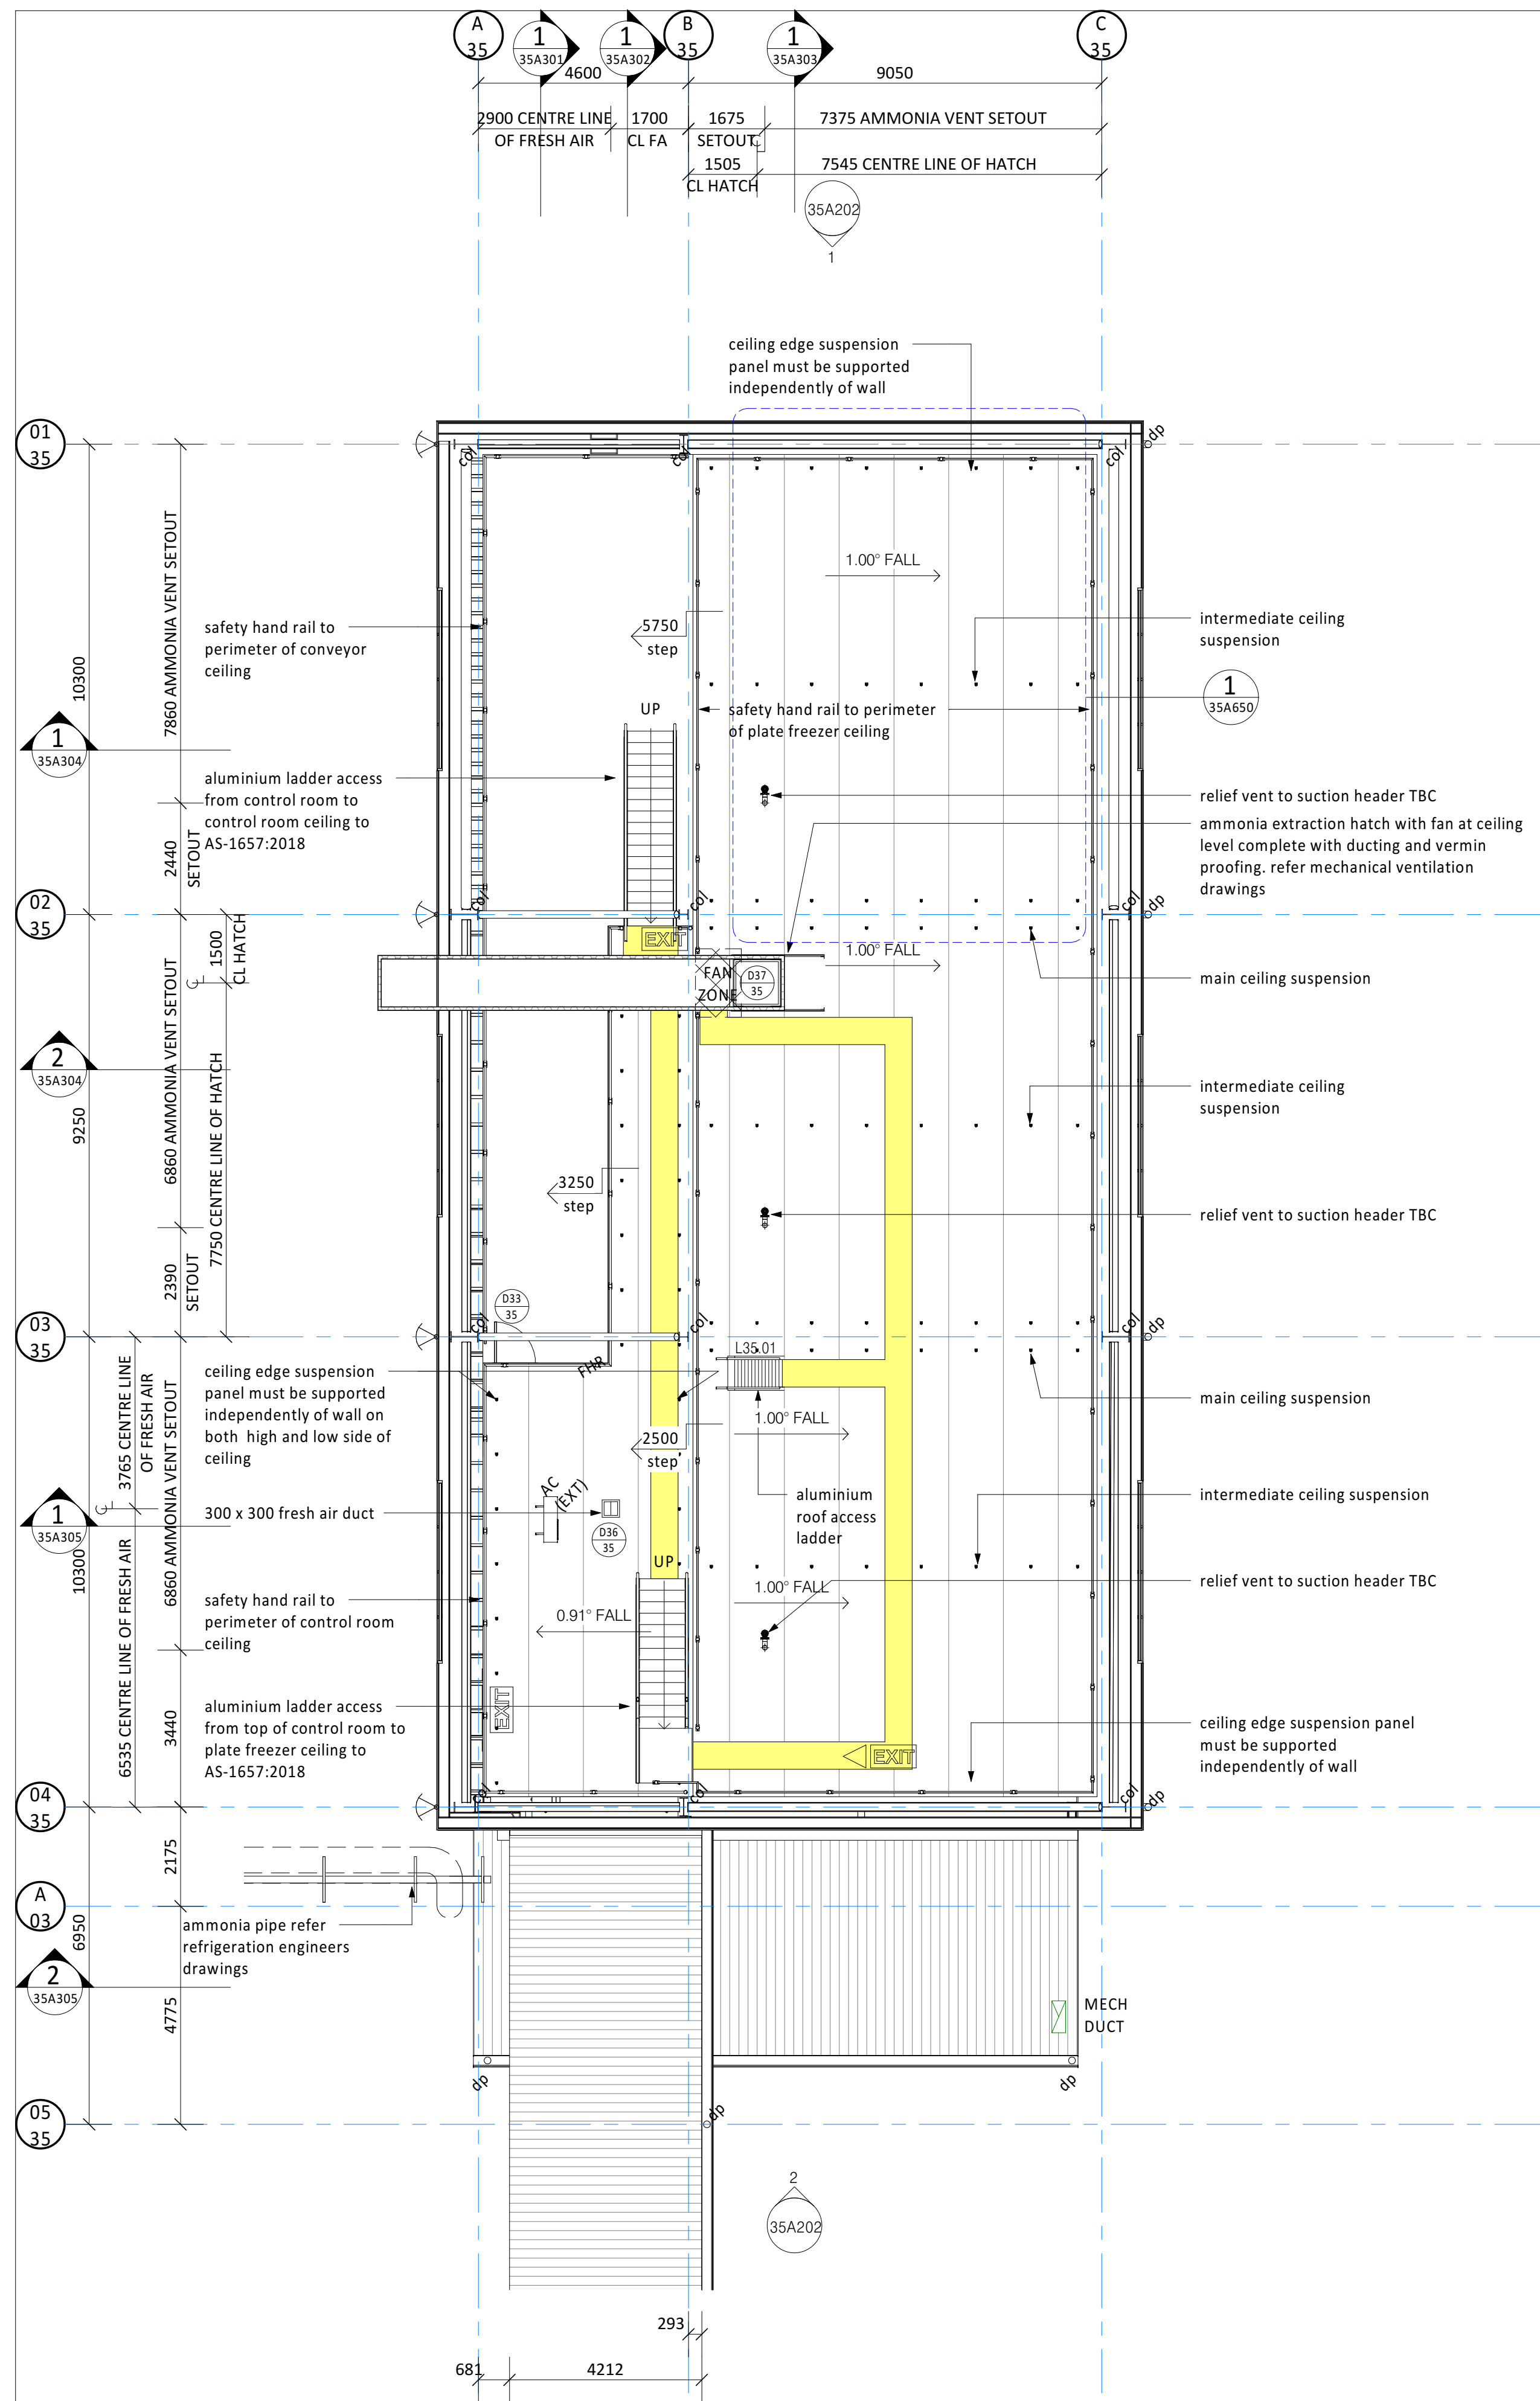 A
35
1
35A301
1
35A302
B
35
1
35A303
C
35
4600
9050
2900 CENTRE LINE
OF FRESH AIR
1700
CL FA
1675
SETOUT
7375 AMMONIA VENT SETOUT
1505
CL HATCH
7545 CENTRE LINE OF HATCH
35A202
1
ceiling edge suspension
panel must be supported
independently of wall
01
35
col
col
col
dp
1.00° FALL
7860 AMMONIA VENT SETOUT
10300
safety hand rail to
perimeter of conveyor
ceiling
5750
step
intermediate ceiling
suspension
1
35A650
UP
safety hand rail to perimeter
of plate freezer ceiling
1
35A304
aluminium ladder access
from control room to
control room ceiling to
AS-1657:2018
relief vent to suction header TBC
ammonia extraction hatch with fan at ceiling
level complete with ducting and vermin
proofing. refer mechanical ventilation
drawings
2440
SETOUT
02
35
col
col
col
dp
EXIT
1.00° FALL
1500
CL HATCH
FAN
ZONE
D37
35
main ceiling suspension
6860 AMMONIA VENT SETOUT
2
35A304
9250
7750 CENTRE LINE OF HATCH
intermediate ceiling
suspension
3250
step
relief vent to suction header TBC
2390
SETOUT
D33
35
03
35
col
col
col
dp
L35.01
FHR
3765 CENTRE LINE
OF FRESH AIR
6860 AMMONIA VENT SETOUT
ceiling edge suspension
panel must be supported
independently of wall on
both high and low side of
ceiling
main ceiling suspension
1.00° FALL
2500
step
AC
(EXT)
300 x 300 fresh air duct
D36
35
aluminium
roof access
ladder
intermediate ceiling suspension
1
35A305
10300
6535 CENTRE LINE OF FRESH AIR
UP
1.00° FALL
relief vent to suction header TBC
safety hand rail to
perimeter of control room
ceiling
0.91° FALL
3440
EXIT
aluminium ladder access
from top of control room to
plate freezer ceiling to
AS-1657:2018
EXIT
ceiling edge suspension panel
must be supported
independently of wall
04
35
col
col
col
dp
2175
A
03
6950
ammonia pipe refer
refrigeration engineers
drawings
2
35A305
4775
MECH
DUCT
dp
dp
05
35
dp
2
35A202
293
681
4212